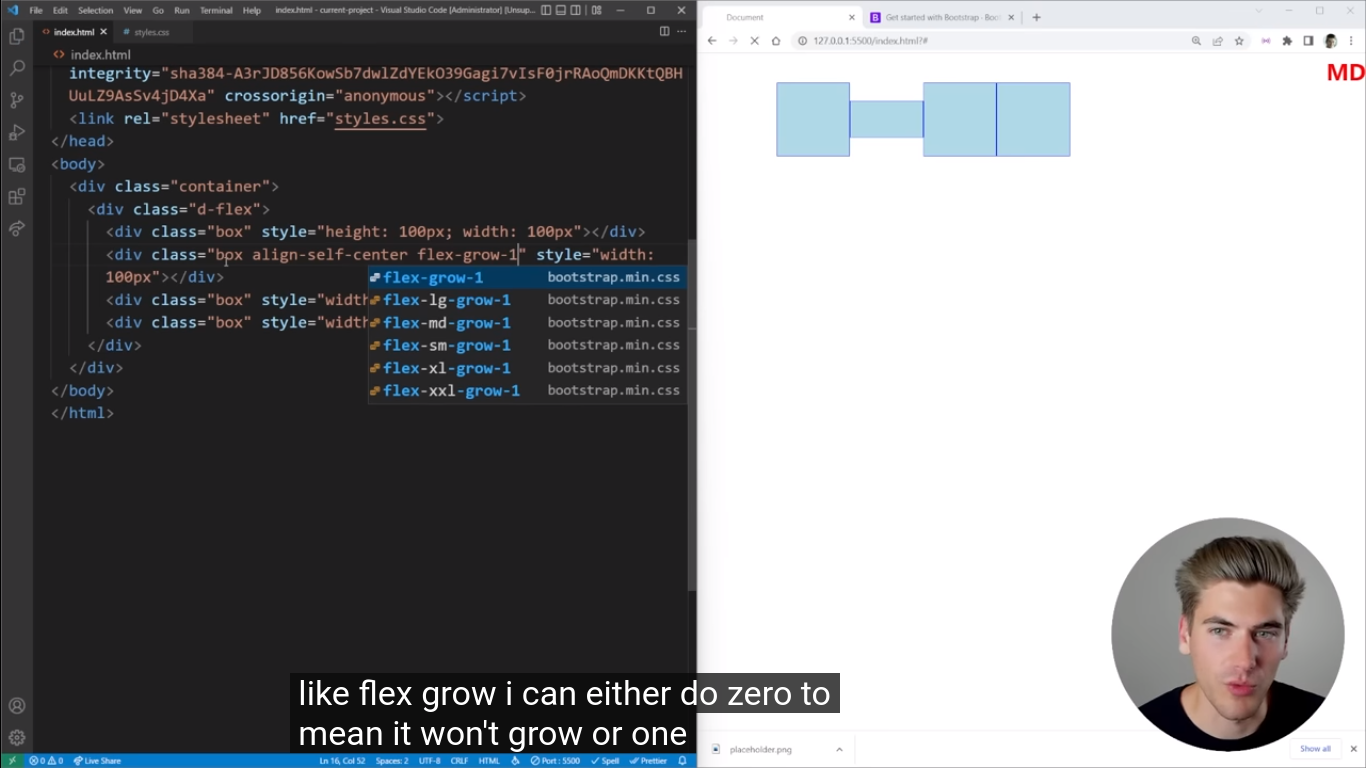 File Edit Selection View Go Run Terminal Help index.html - current-project - Visual Studio Code [Administrator] [Unsup...
index.html styles.css
index.html
integrity="sha384-A3rJD856KowSb7dwlZdYEkO39Gagi7vIsF0jrRAoQmDKKtQBH
UuLZ9AsSv4jD4Xa" crossorigin="anonymous"></script>
<link rel="stylesheet" href="styles.css">
</head>
<body>
<div class="container">
<div class="d-flex">
<div class="box" style="height: 100px; width: 100px"></div>
<div class="box align-self-center flex-grow-1" style="width:
100px"></div>
<div class="box" style="width
<div class="box" style="width
</div>
</div>
</body>
</html>
flex-grow-1 bootstrap.min.css
flex-lg-grow-1 bootstrap.min.css
flex-md-grow-1 bootstrap.min.css
flex-sm-grow-1 bootstrap.min.css
flex-xl-grow-1 bootstrap.min.css
flex-xxl-grow-1 bootstrap.min.css
0 0 Live Share Ln 16, Col 52 Spaces: 2 UTF-8 CRLF HTML Port : 5500 Spell Prettier
Document Get started with Bootstrap · Boot
127.0.0.1:5500/index.html?#
MD
placeholder.png Show all
like flex grow i can either do zero to
mean it won't grow or one